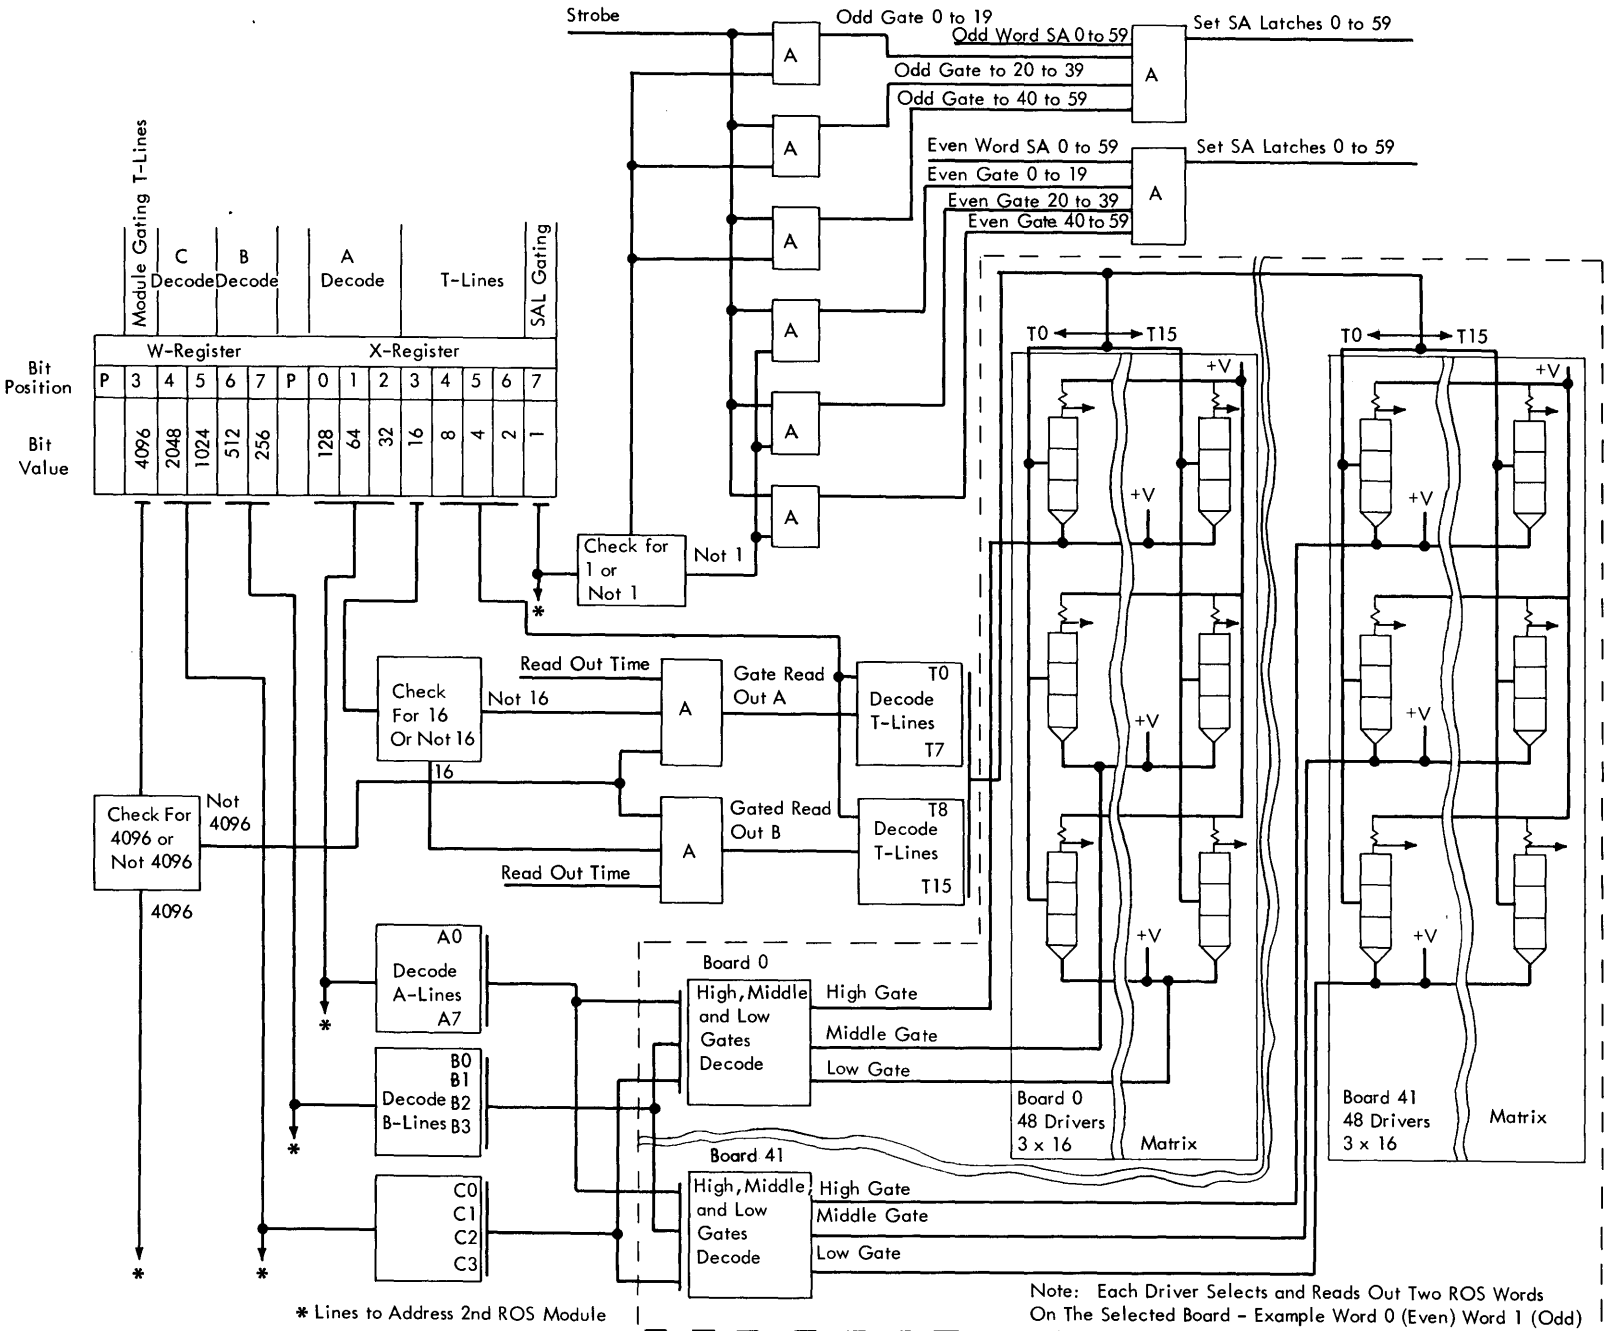 Strobe
Odd Gate 0 to 19
Odd Word SA 0 to 59
Odd Gate to 20 to 39
Odd Gate to 40 to 59
A
A
A
A
A
A
A
Set SA Latches 0 to 59
Even Word SA 0 to 59
Even Gate 0 to 19
Even Gate 20 to 39
Even Gate 40 to 59
A
Set SA Latches 0 to 59
Module Gating T-Lines
C
Decode
B
Decode
A
Decode
T-Lines
SAL Gating
W-Register
X-Register
Bit
Position
P 3 4 5 6 7 P 0 1 2 3 4 5 6 7
Bit
Value
4096 2048 1024 512 256 128 64 32 16 8 4 2 1
Check for
1 or
Not 1
Not 1
*
Check
For 16
Or Not 16
Not 16
16
Read Out Time
A
Gate Read
Out A
T0
Decode
T-Lines
T7
Gated Read
Out B
A
Read Out Time
T8
Decode
T-Lines
T15
Check For
4096 or
Not 4096
Not
4096
4096
A0
Decode
A-Lines
A7
*
B0
B1
Decode B2
B-Lines B3
*
C0
C1
C2
C3
*
*
Board 0
High, Middle
and Low
Gates
Decode
High Gate
Middle Gate
Low Gate
Board 41
High, Middle,
and Low
Gates
Decode
High Gate
Middle Gate
Low Gate
T0 T15
+V
+V
+V
+V
Board 0
48 Drivers
3 x 16
Matrix
T0 T15
+V
+V
+V
+V
Board 41
48 Drivers
3 x 16
Matrix
* Lines to Address 2nd ROS Module
Note: Each Driver Selects and Reads Out Two ROS Words
On The Selected Board - Example Word 0 (Even) Word 1 (Odd)